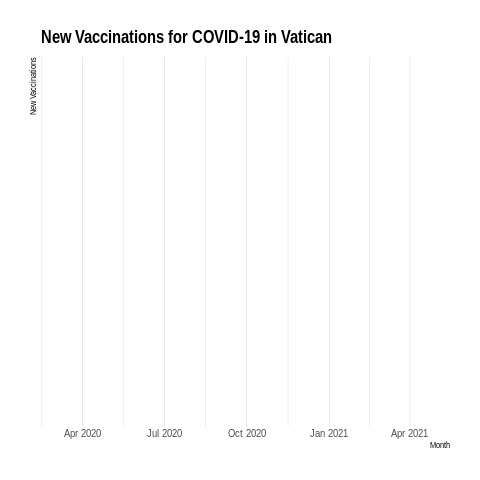 New Vaccinations for COVID-19 in Vatican
New Vaccinations
Apr 2020 Jul 2020 Oct 2020 Jan 2021 Apr 2021
Month